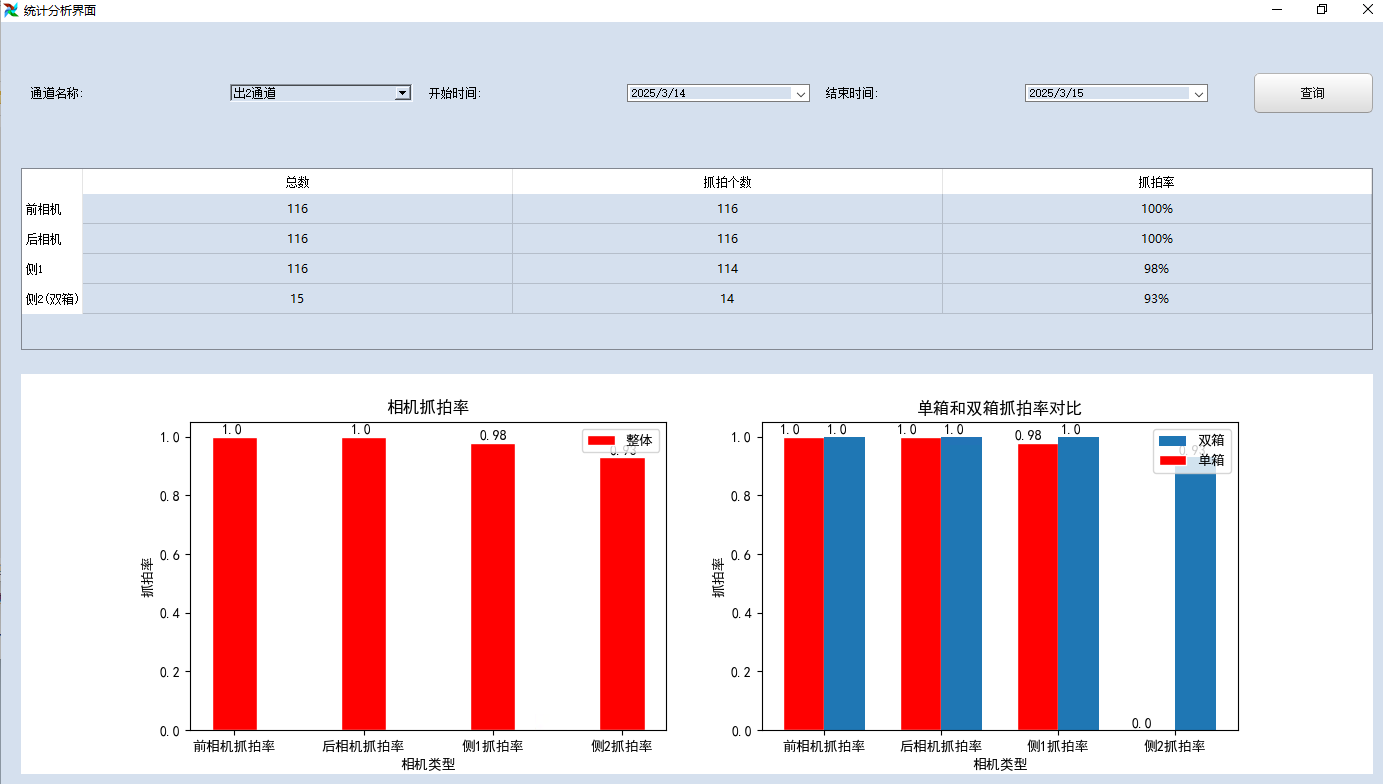 统计分析界面
通道名称: 出2通道 开始时间: 2025/3/14 结束时间: 2025/3/15 查询
总数 抓拍个数 抓拍率
前相机 116 116 100%
后相机 116 116 100%
侧1 116 114 98%
侧2(双箱) 15 14 93%
相机抓拍率
整体
1.0 1.0 0.98 0.93
抓拍率
1.0
0.8
0.6
0.4
0.2
0.0
前相机抓拍率 后相机抓拍率 侧1抓拍率 侧2抓拍率
相机类型
单箱和双箱抓拍率对比
双箱
单箱
1.0 1.0 1.0 1.0 0.98 1.0 0.0 0.93
抓拍率
1.0
0.8
0.6
0.4
0.2
0.0
前相机抓拍率 后相机抓拍率 侧1抓拍率 侧2抓拍率
相机类型